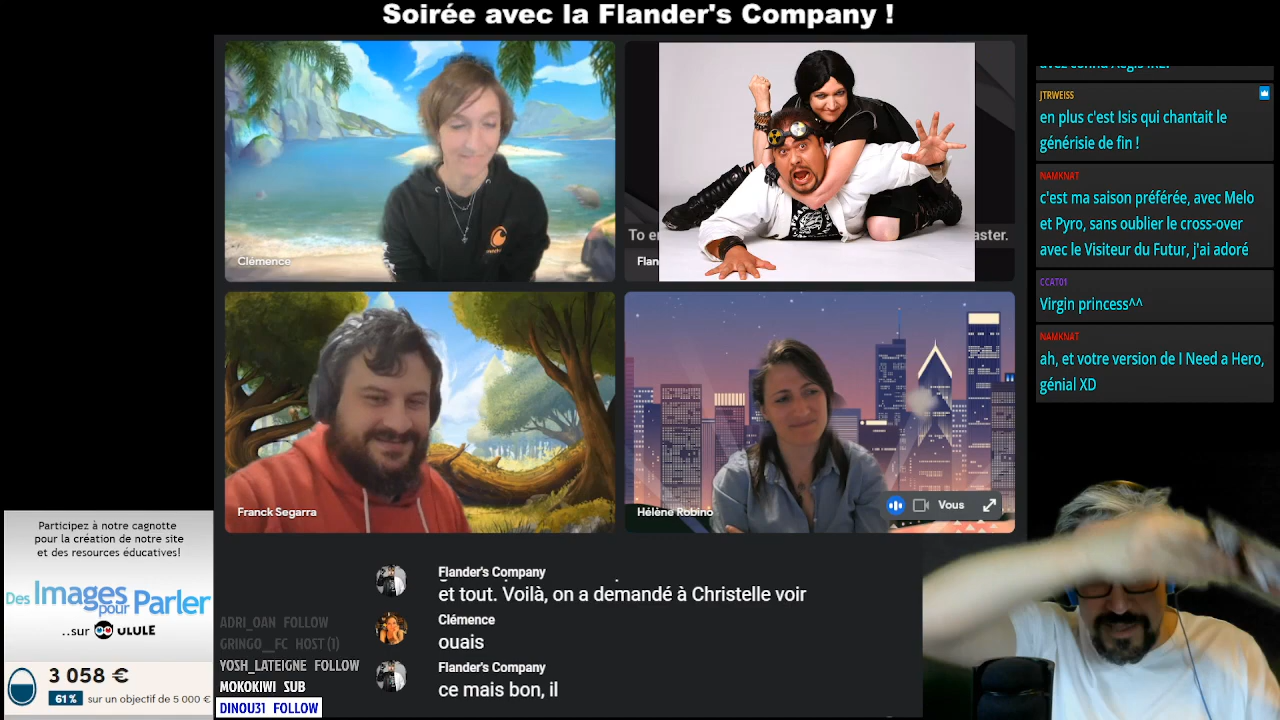 Soirée avec la Flander's Company !
Clémence
To en
aster.
Flan
Franck Segarra
Hélène Robino
Vous
JTRWEISS
en plus c'est Isis qui chantait le
générisie de fin !
NAMKNAT
c'est ma saison préférée, avec Melo
et Pyro, sans oublier le cross-over
avec le Visiteur du Futur, j'ai adoré
CCAT01
Virgin princess^^
NAMKNAT
ah, et votre version de I Need a Hero,
génial XD
Participez à notre cagnotte
pour la création de notre site
et des resources éducatives!
Des Images pour Parler
..sur ULULE
3 058 €
61 % sur un objectif de 5 000 €
ADRI_OAN FOLLOW
GRINGO__FC HOST (1)
YOSH_LATEIGNE FOLLOW
MOKOKIWI SUB
DINOU31 FOLLOW
Flander's Company
et tout. Voilà, on a demandé à Christelle voir
Clémence
ouais
Flander's Company
ce mais bon, il